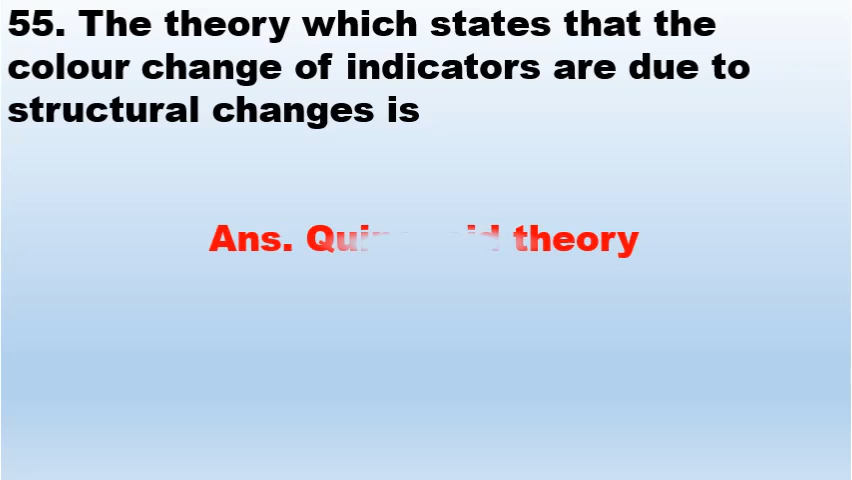 55. The theory which states that the
colour change of indicators are due to
structural changes is
Ans. theory